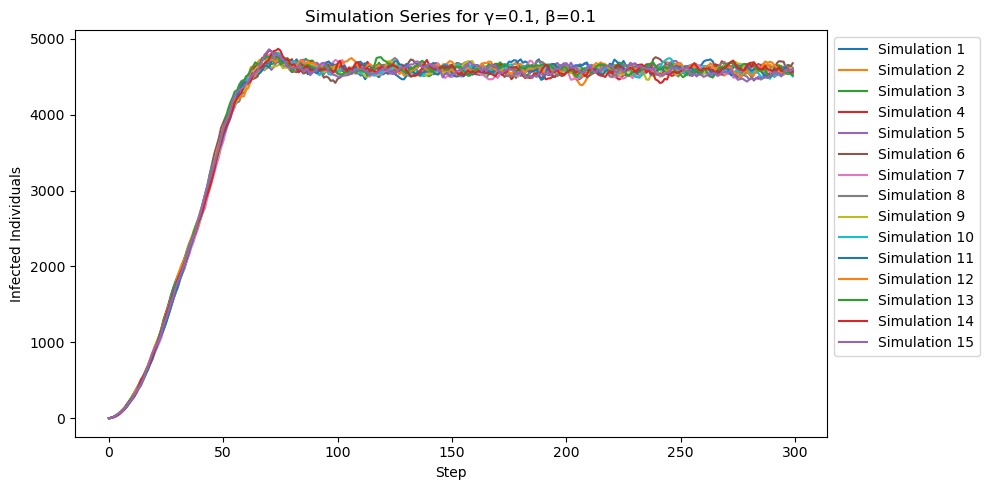 Simulation Series for γ=0.1, β=0.1
Infected Individuals
5000
4000
3000
2000
1000
0
0 50 100 150 200 250 300
Step
Simulation 1
Simulation 2
Simulation 3
Simulation 4
Simulation 5
Simulation 6
Simulation 7
Simulation 8
Simulation 9
Simulation 10
Simulation 11
Simulation 12
Simulation 13
Simulation 14
Simulation 15